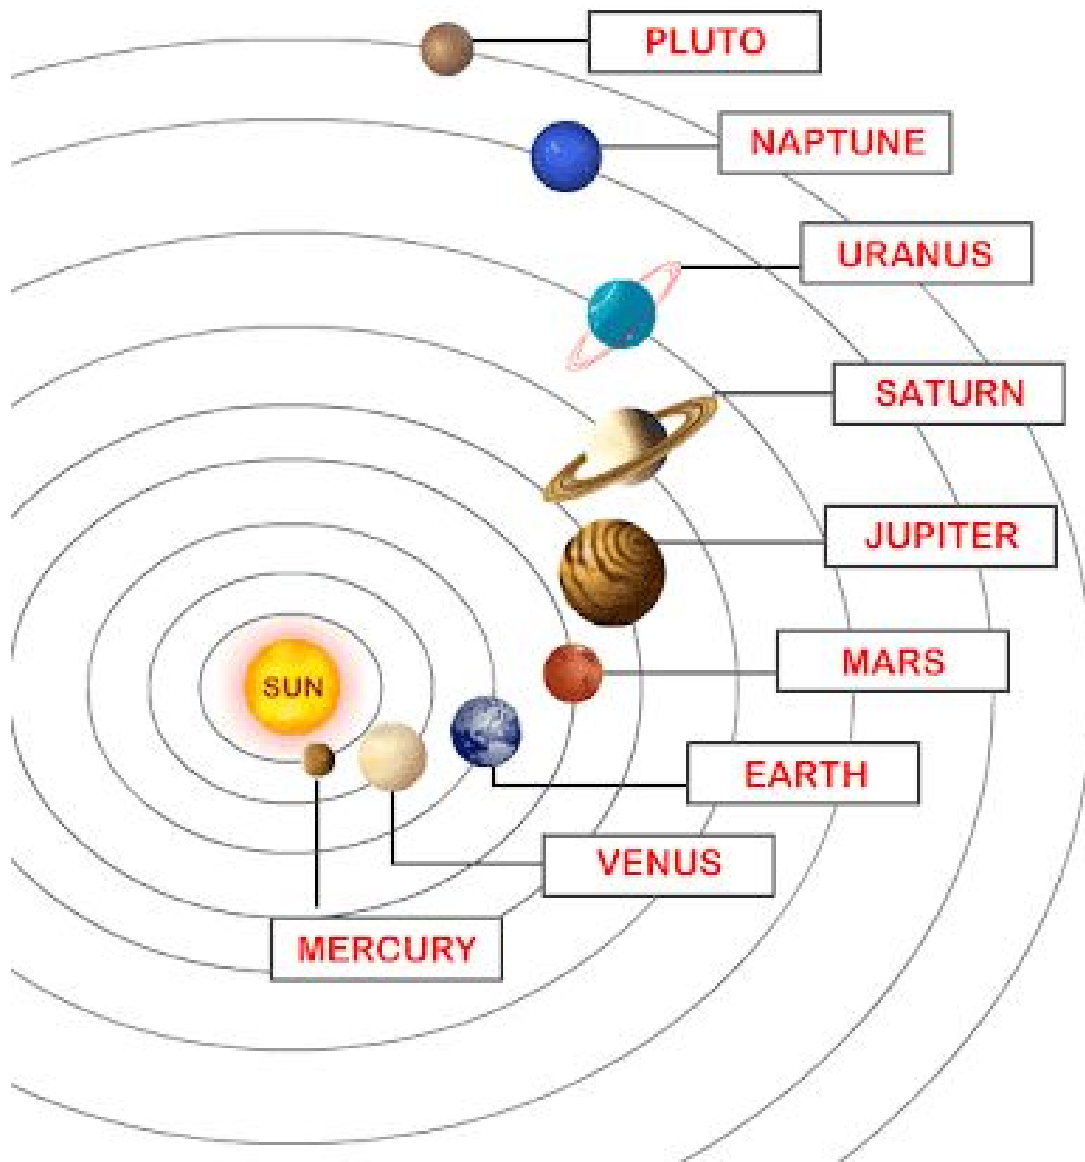 PLUTO
NAPTUNE
URANUS
SATURN
JUPITER
MARS
SUN
EARTH
VENUS
MERCURY